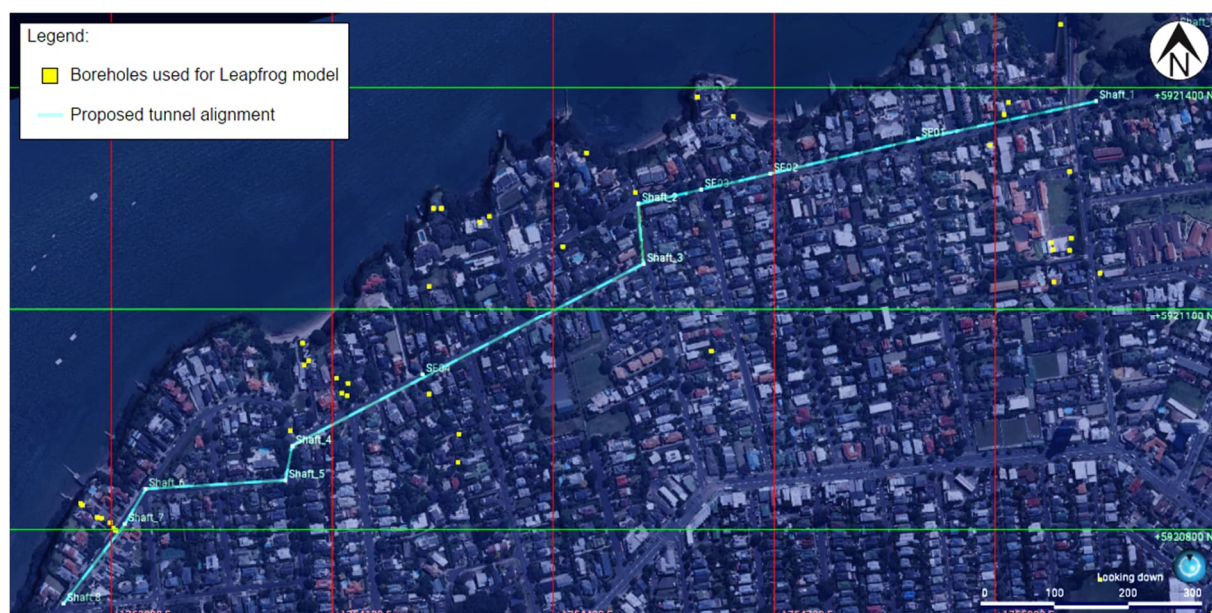 Legend:
Boreholes used for Leapfrog model
Proposed tunnel alignment
N
Shaft_1
+5921400 N
SE01
SE02
SE03
Shaft_2
Shaft_3
+5921100 N
SE04
Shaft_4
Shaft_5
Shaft_6
Shaft_7
+5920800 N
Looking down
Shaft_8
0 100 200 300